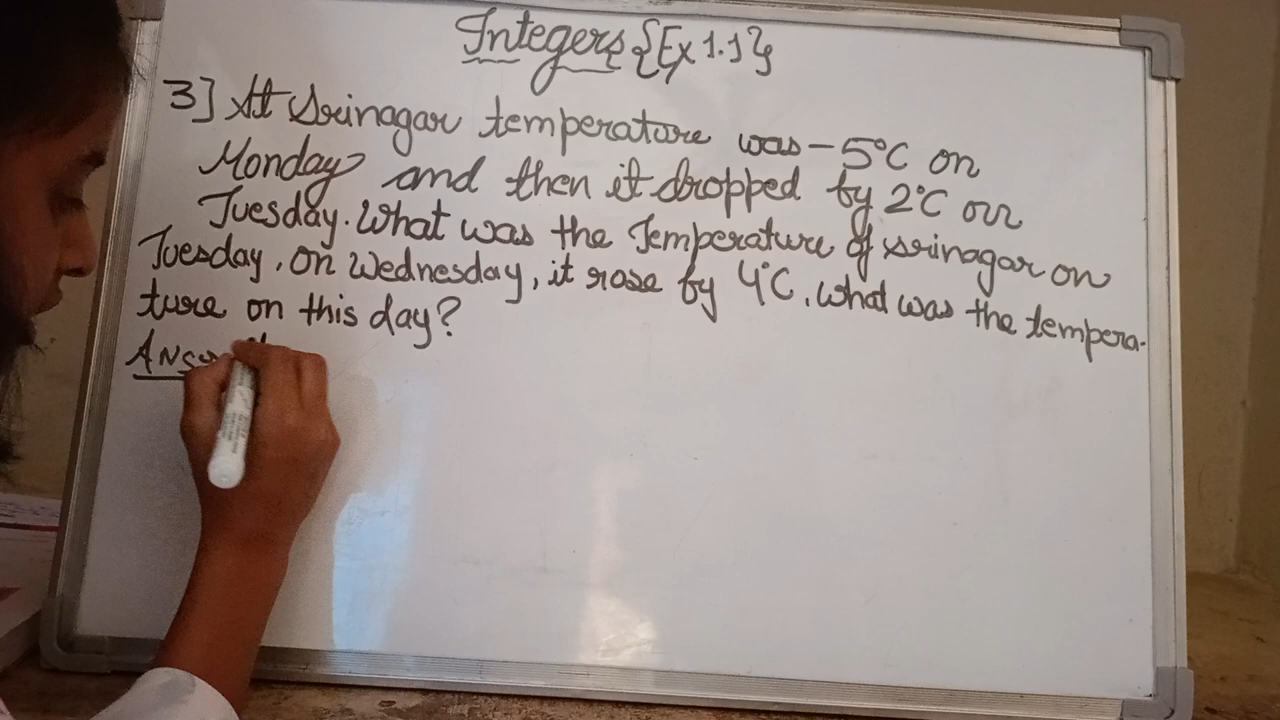 Integers {Ex 1.1}
3] At Srinagar temperature was -5°C on
Monday and then it dropped by 2°C on
Tuesday. What was the Temperature of srinagar on
Tuesday. On Wednesday, it rose by 4°C. What was the tempera-
ture on this day?